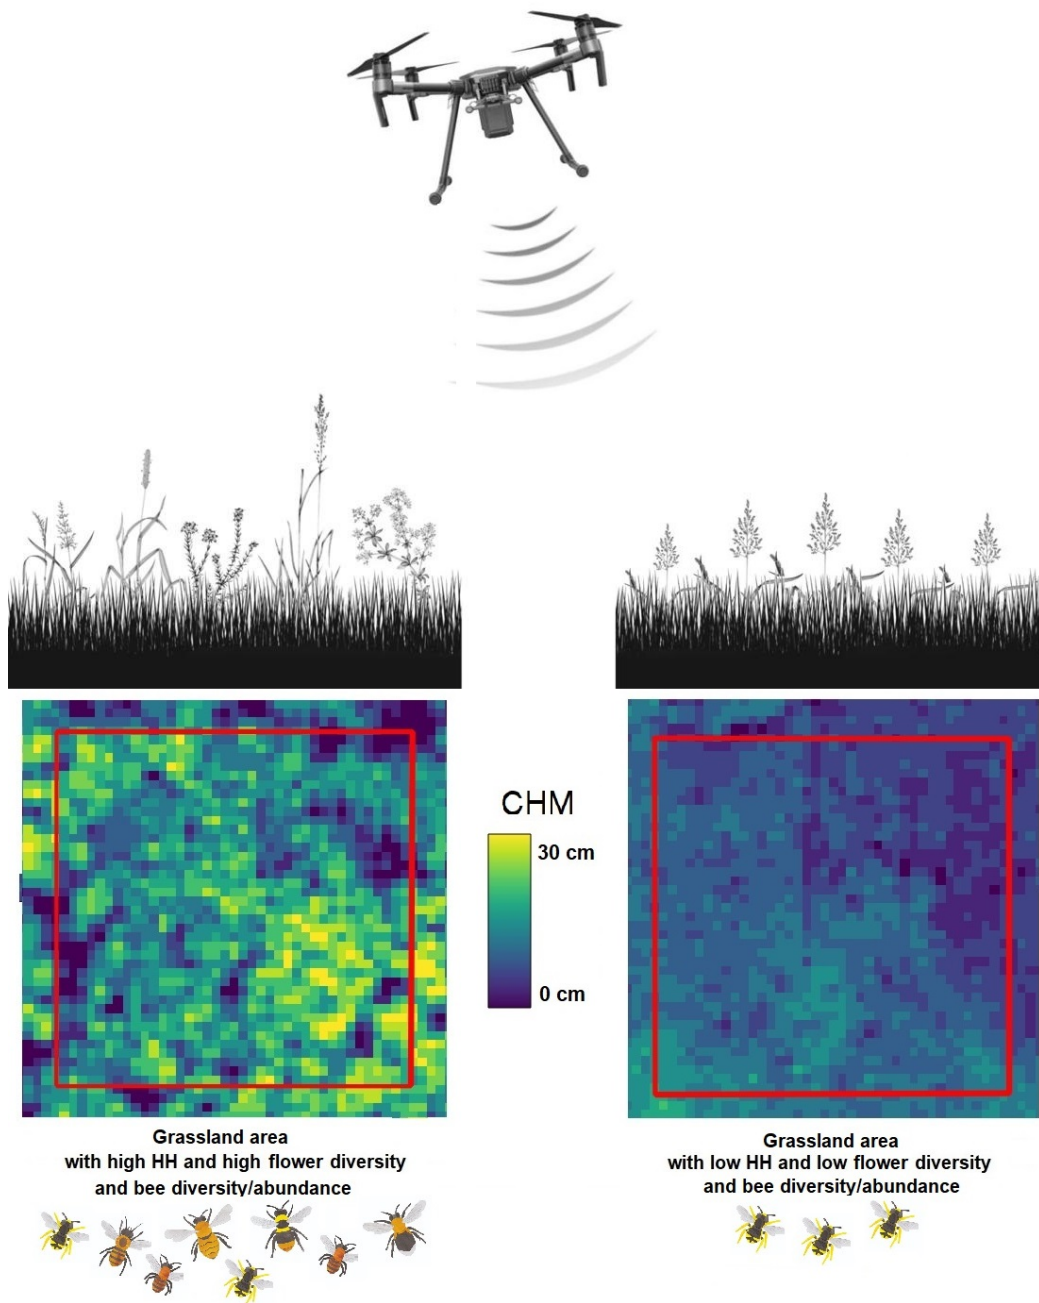 CHM
30 cm
0 cm
Grassland area
with high HH and high flower diversity
and bee diversity/abundance
Grassland area
with low HH and low flower diversity
and bee diversity/abundance